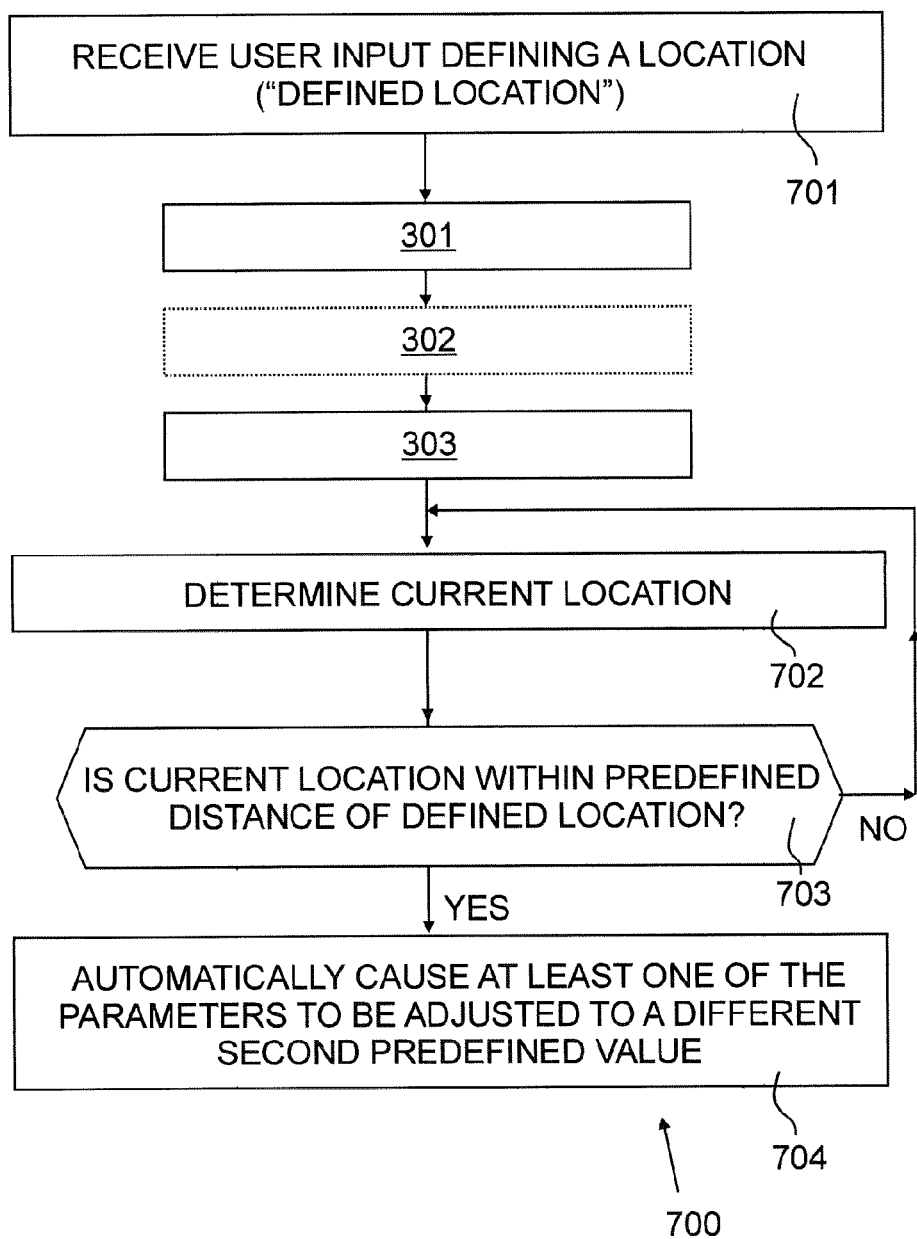 RECEIVE USER INPUT DEFINING A LOCATION
(“DEFINED LOCATION”)
701
301
302
303
DETERMINE CURRENT LOCATION
702
IS CURRENT LOCATION WITHIN PREDEFINED
DISTANCE OF DEFINED LOCATION?
NO
703
YES
AUTOMATICALLY CAUSE AT LEAST ONE OF THE
PARAMETERS TO BE ADJUSTED TO A DIFFERENT
SECOND PREDEFINED VALUE
704
700